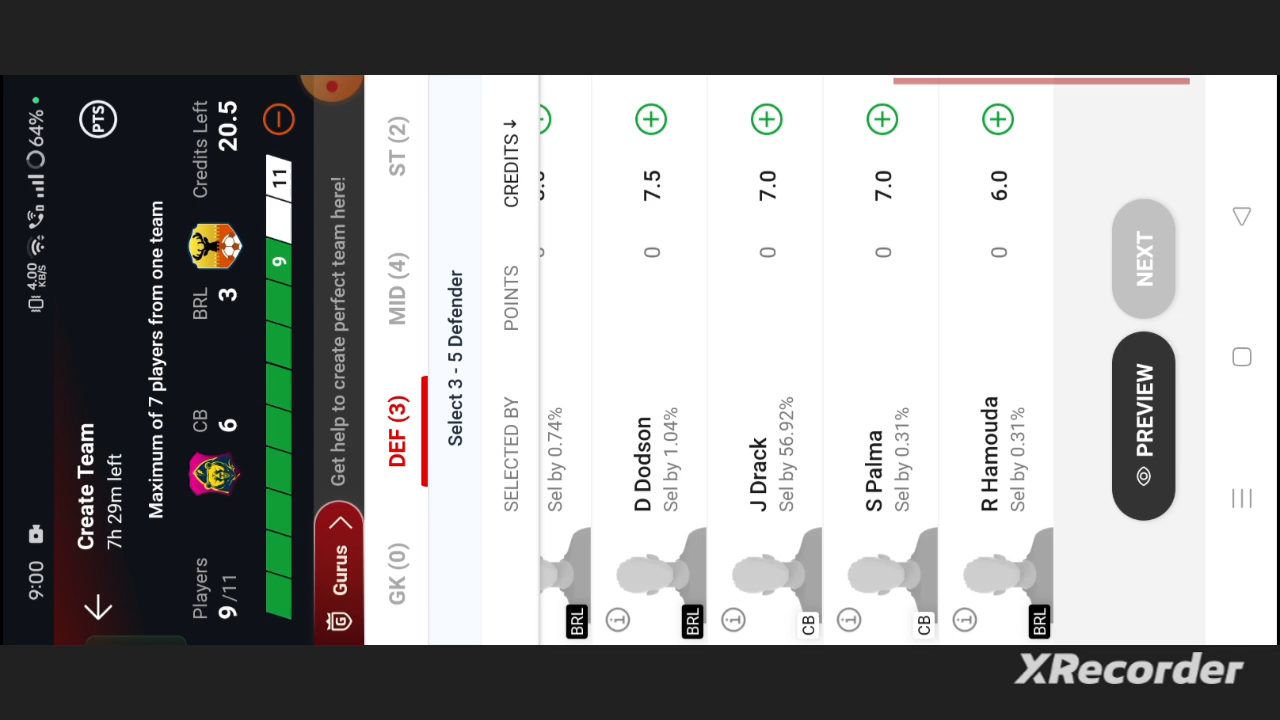 9:00
4.00 KB/S
64%
Create Team
7h 29m left
PTS
Maximum of 7 players from one team
Players
9 /11
CB
6
BRL
3
Credits Left
20.5
9
11
Gurus
Get help to create perfect team here!
GK (0)
DEF (3)
MID (4)
ST (2)
Select 3 - 5 Defender
SELECTED BY
POINTS
CREDITS ↓
BRL
Sel by 0.74%
BRL
D Dodson
Sel by 1.04%
0
7.5
CB
J Drack
Sel by 56.92%
0
7.0
CB
S Palma
Sel by 0.31%
0
7.0
BRL
R Hamouda
Sel by 0.31%
0
6.0
PREVIEW
NEXT
XRecorder